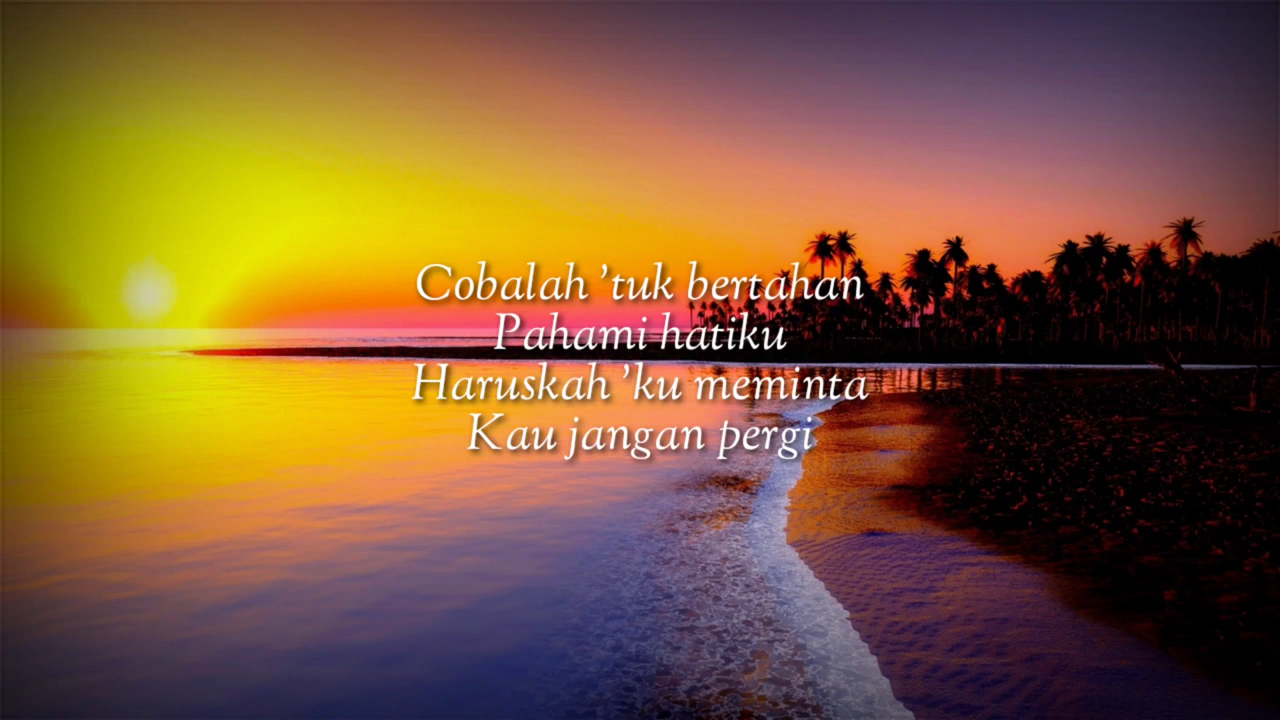 Cobalah ’tuk bertahan
Pahami hatiku
Haruskah ’ku meminta
Kau jangan pergi